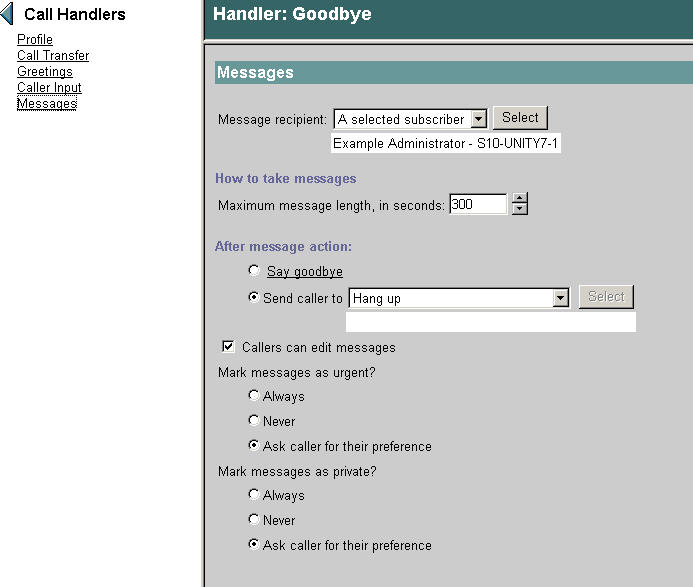 Call Handlers
Profile
Call Transfer
Greetings
Caller Input
Messages
Handler: Goodbye
Messages
Message recipient: A selected subscriber Select
Example Administrator - S10-UNITY7-1
How to take messages
Maximum message length, in seconds: 300
After message action:
Say goodbye
Send caller to Hang up Select
Callers can edit messages
Mark messages as urgent?
Always
Never
Ask caller for their preference
Mark messages as private?
Always
Never
Ask caller for their preference